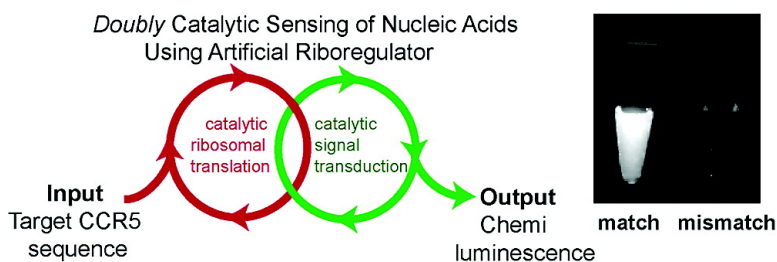 Doubly Catalytic Sensing of Nucleic Acids
Using Artificial Riboregulator
catalytic
ribosomal
translation
catalytic
signal
transduction
Input
Target CCR5
sequence
Output
Chemi
luminescence
match mismatch